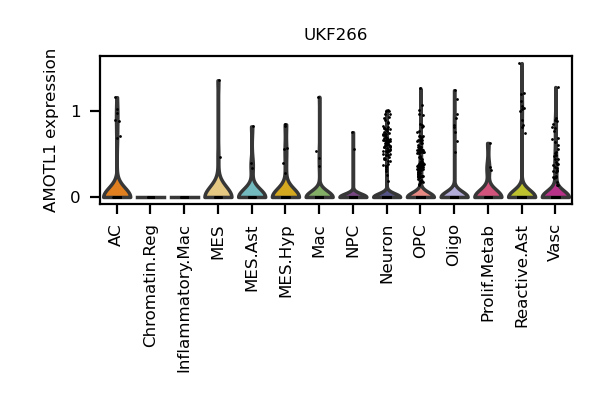 UKF266
AMOTL1 expression
1
0
AC
Chromatin.Reg
Inflammatory.Mac
MES
MES.Ast
MES.Hyp
Mac
NPC
Neuron
OPC
Oligo
Prolif.Metab
Reactive.Ast
Vasc